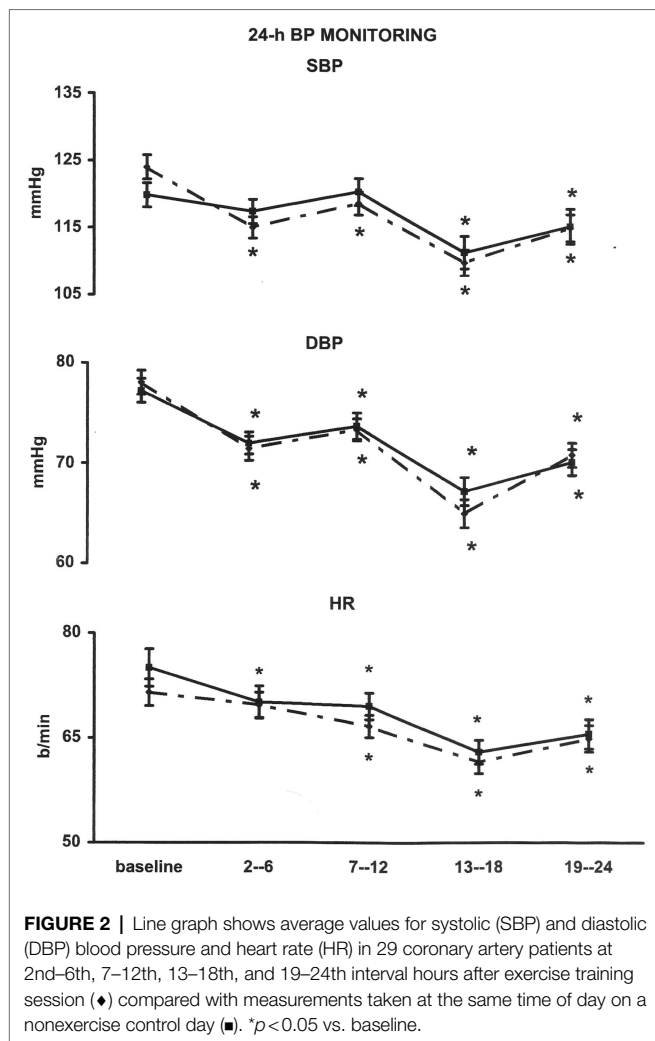 24-h BP MONITORING
SBP
135
125
115
105
mmHg
* *
* * * *
DBP
80
70
60
mmHg
* * * *
* * * *
HR
80
65
50
b/min
* * * *
* * *
baseline 2--6 7--12 13--18 19--24
FIGURE 2 | Line graph shows average values for systolic (SBP) and diastolic
(DBP) blood pressure and heart rate (HR) in 29 coronary artery patients at
2nd–6th, 7–12th, 13–18th, and 19–24th interval hours after exercise training
session (♦) compared with measurements taken at the same time of day on a
nonexercise control day (■). *p<0.05 vs. baseline.